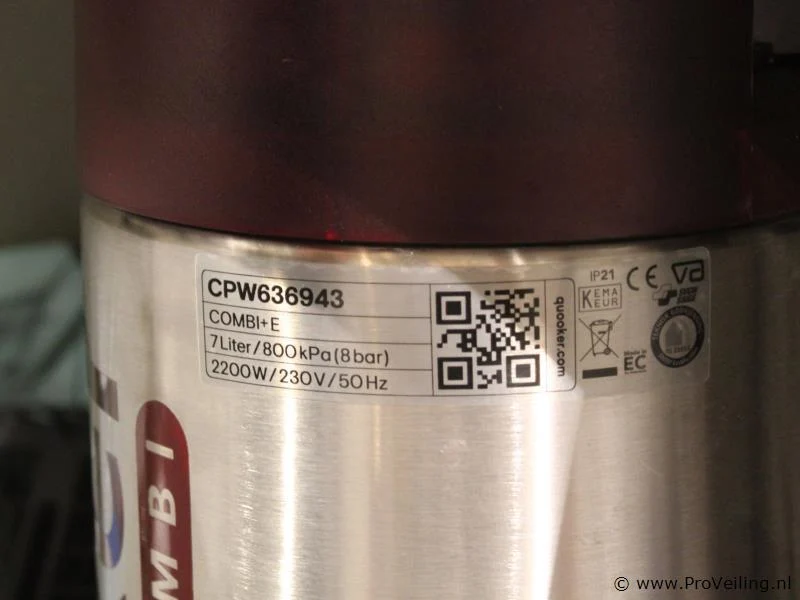 CPW636943
COMBI+E
7Liter/800kPa(8bar)
2200W/230V/50Hz
quooker.com
IP21
CE
KEMA
KEUR
Made in
EC
MBI
© www.ProVeiling.nl